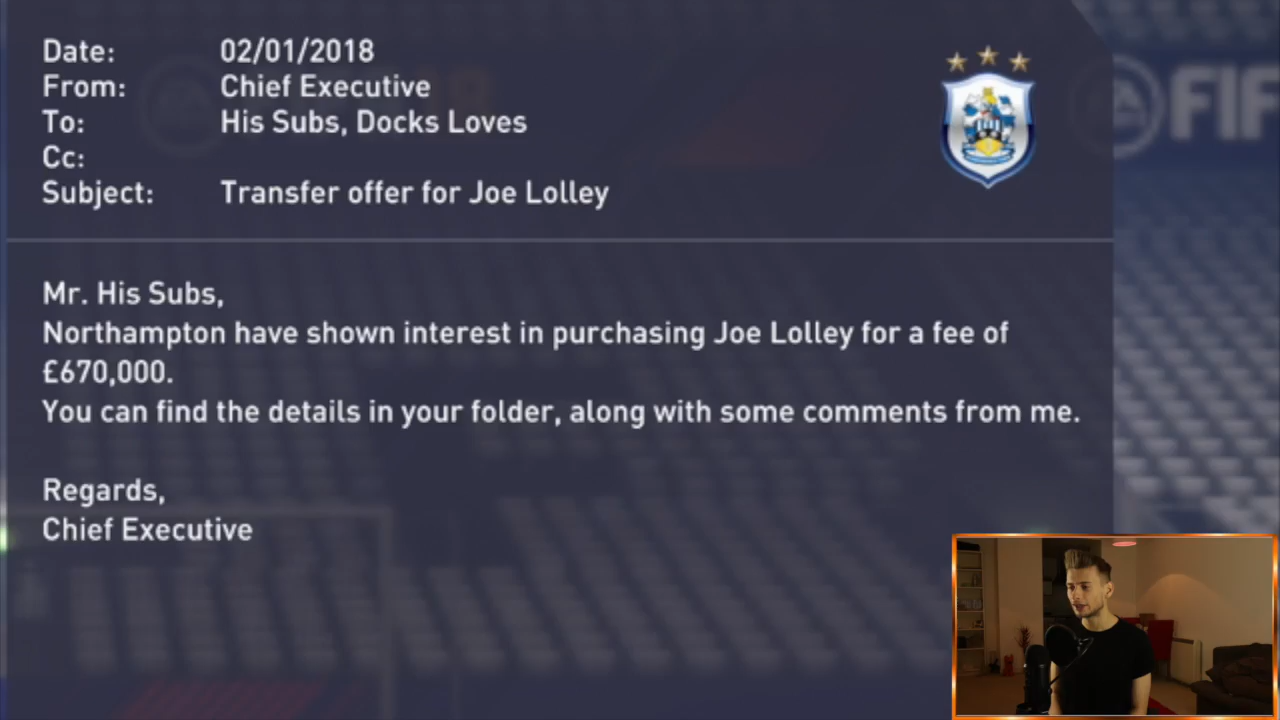 Date: 02/01/2018
From: Chief Executive
To: His Subs, Docks Loves
Cc:
Subject: Transfer offer for Joe Lolley
FIF
Mr. His Subs,
Northampton have shown interest in purchasing Joe Lolley for a fee of
£670,000.
You can find the details in your folder, along with some comments from me.
Regards,
Chief Executive